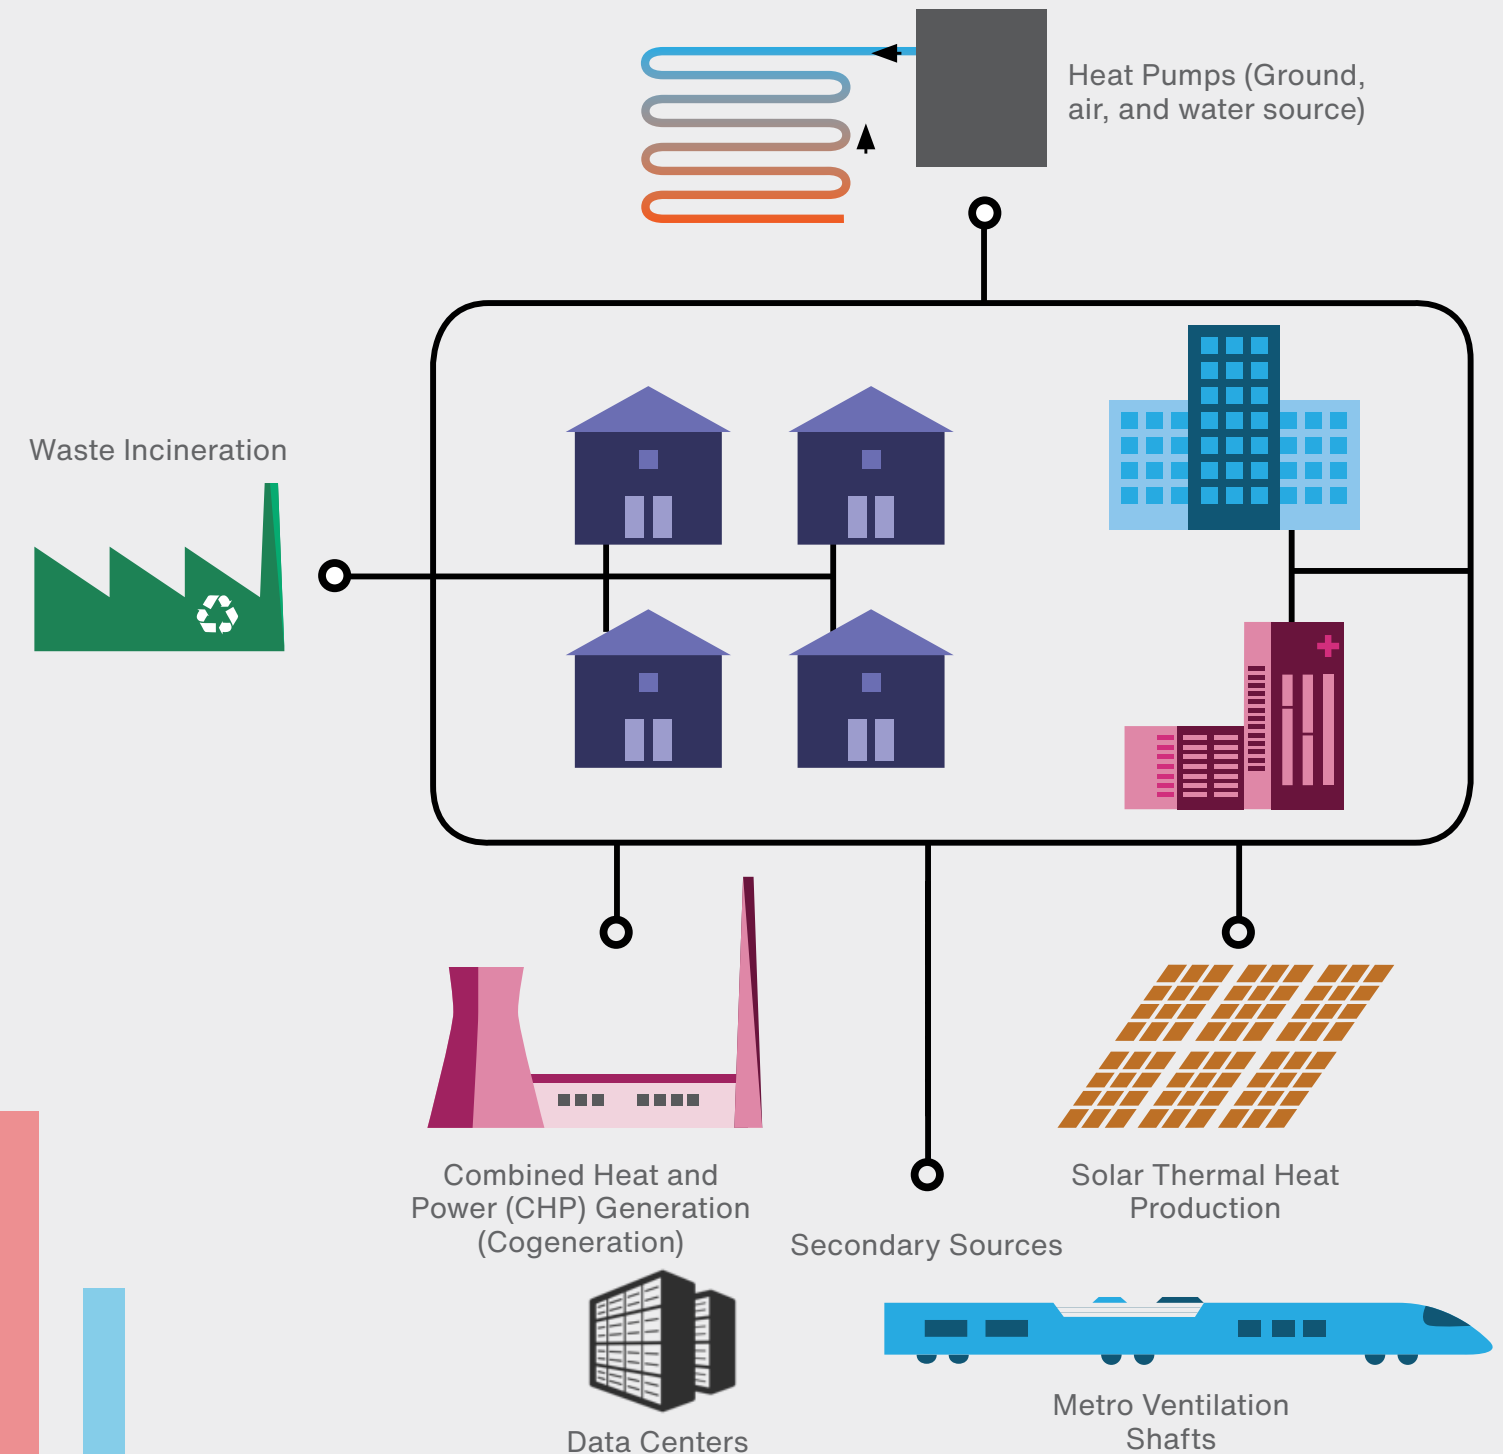 Heat Pumps (Ground,
air, and water source)
Waste Incineration
Combined Heat and
Power (CHP) Generation
(Cogeneration)
Solar Thermal Heat
Production
Secondary Sources
Data Centers
Metro Ventilation
Shafts